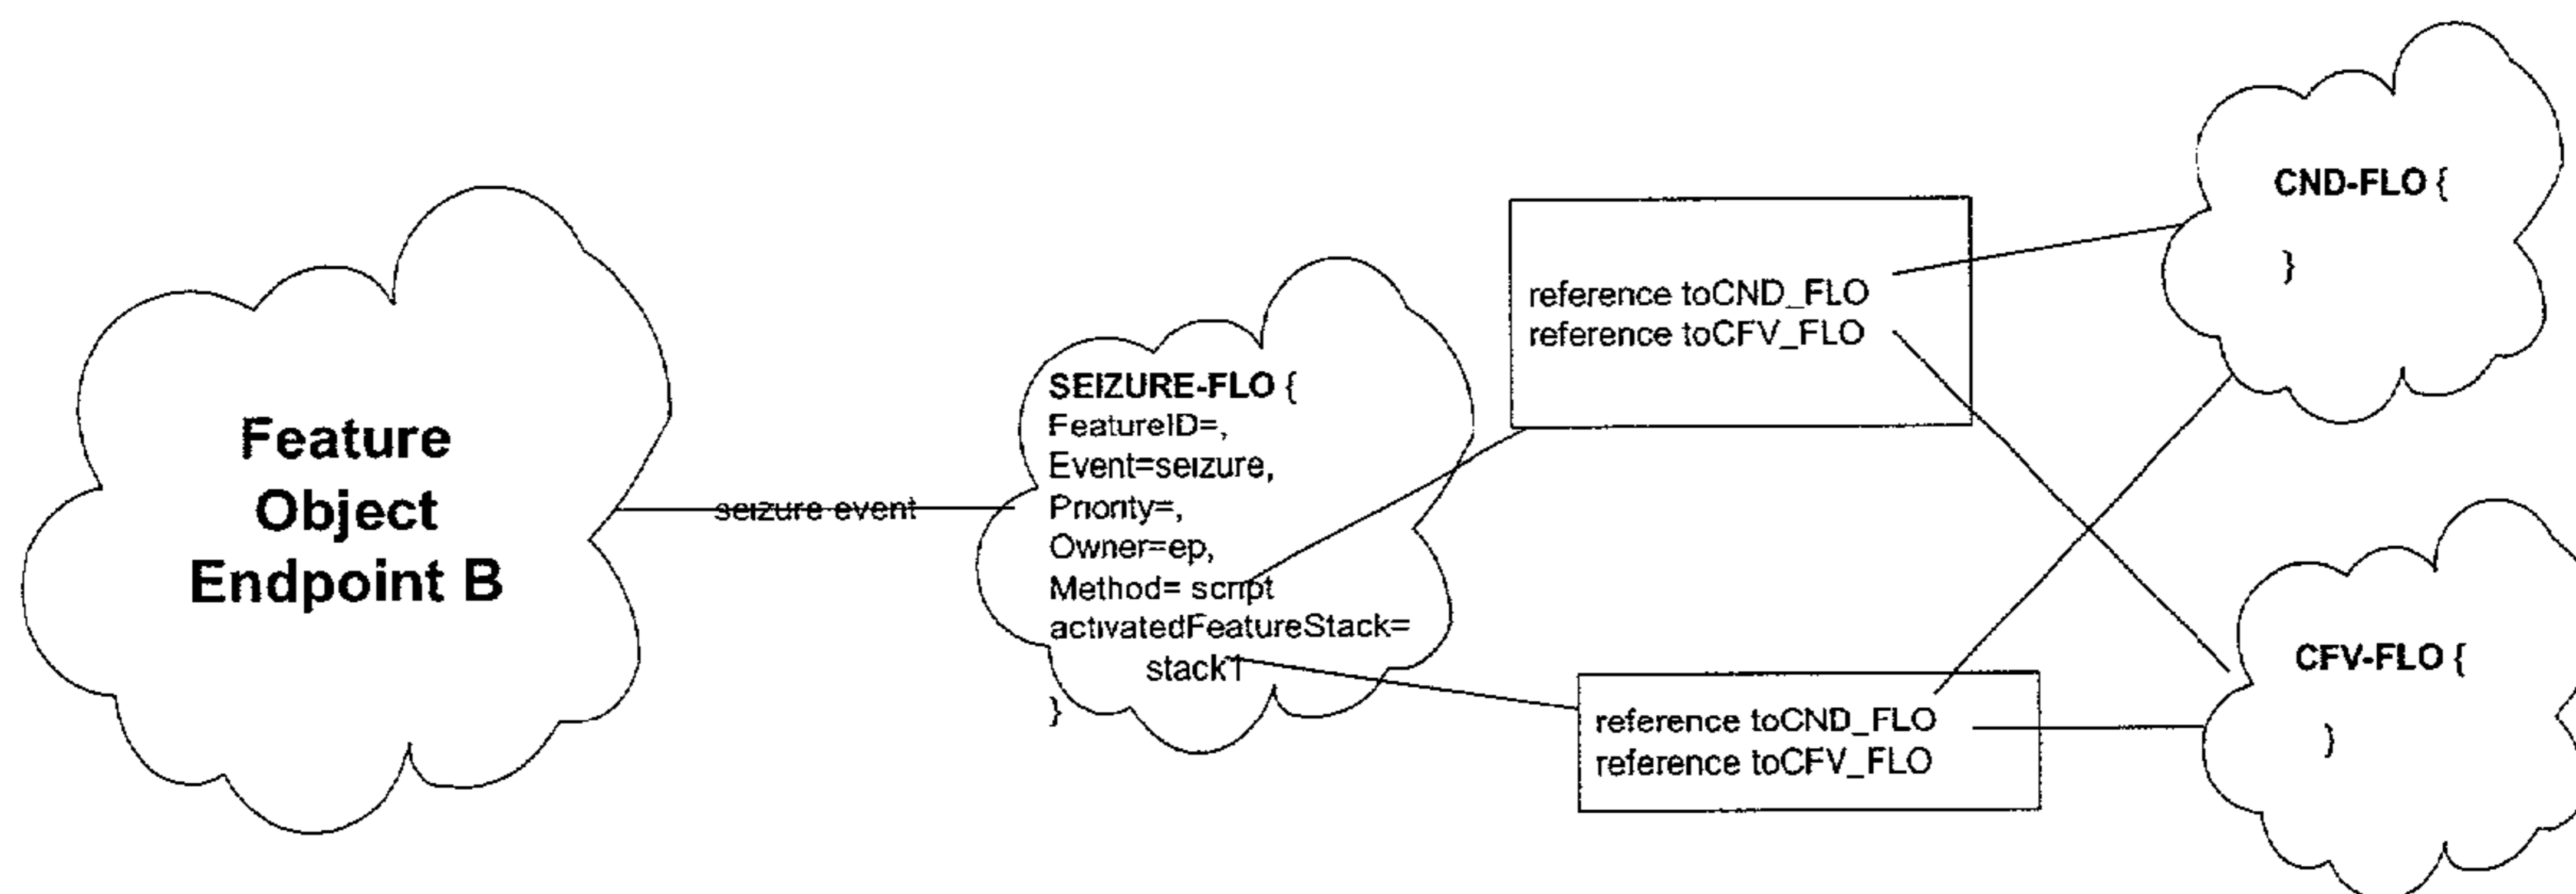 Feature
Object
Endpoint B
seizure event
SEIZURE-FLO {
FeatureID=,
Event=seizure,
Priority=,
Owner=ep,
Method= script
activatedFeatureStack=
stack1
}
reference toCND_FLO
reference toCFV_FLO
reference toCND_FLO
reference toCFV_FLO
CND-FLO {
}
CFV-FLO {
}